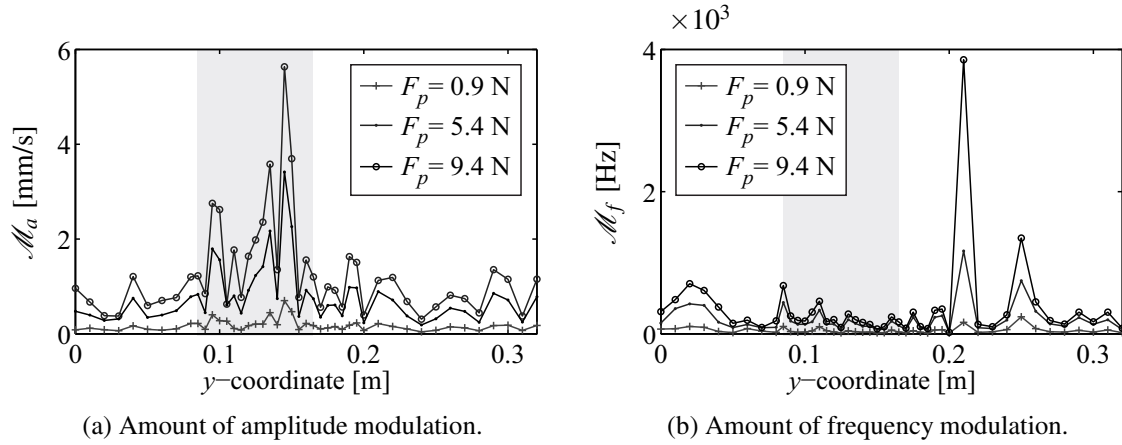 ×10³
6
4
2
0
ℳₐ [mm/s]
Fₚ= 0.9 N
Fₚ= 5.4 N
Fₚ= 9.4 N
0 0.1 0.2 0.3
y−coordinate [m]
(a) Amount of amplitude modulation.
4
2
0
ℳ_f [Hz]
Fₚ= 0.9 N
Fₚ= 5.4 N
Fₚ= 9.4 N
0 0.1 0.2 0.3
y−coordinate [m]
(b) Amount of frequency modulation.